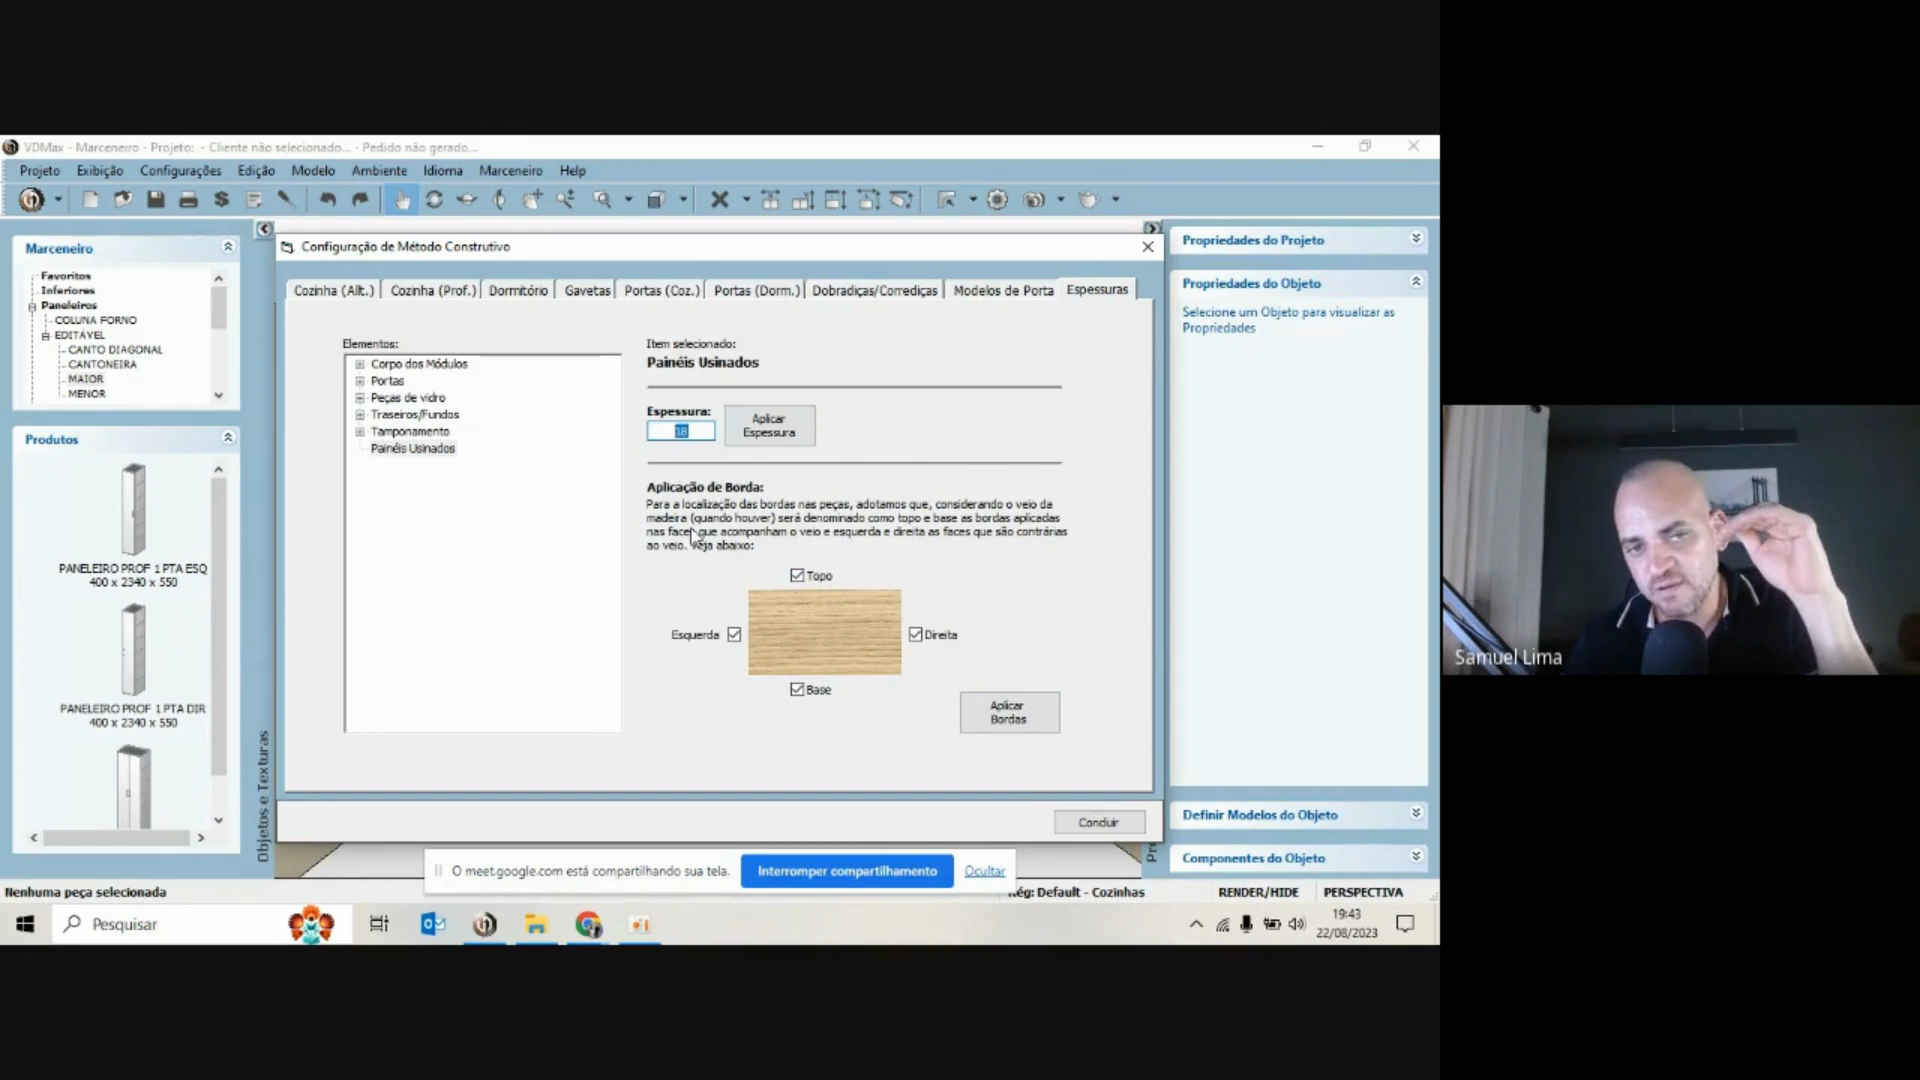 VDMax - Marceneiro - Projeto: - Cliente não selecionado... - Pedido não gerado...
Projeto Exibição Configurações Edição Modelo Ambiente Idioma Marceneiro Help
Marceneiro
Favoritos
Inferiores
Paneleiros
COLUNA FORNO
EDITÁVEL
CANTO DIAGONAL
CANTONEIRA
MAIOR
MENOR
Produtos
PANELEIRO PROF 1 PTA ESQ
400 x 2340 x 550
PANELEIRO PROF 1 PTA DIR
400 x 2340 x 550
Objetos e Texturas
Configuração de Método Construtivo
Cozinha (Alt.) Cozinha (Prof.) Dormitório Gavetas Portas (Coz.) Portas (Dorm.) Dobradiças/Corrediças Modelos de Porta Espessuras
Elementos:
Corpo dos Módulos
Portas
Peças de vidro
Traseiros/Fundos
Tamponamento
Painéis Usinados
Item selecionado:
Painéis Usinados
Espessura:
18
Aplicar
Espessura
Aplicação de Borda:
Para a localização das bordas nas peças, adotamos que, considerando o veio da
madeira (quando houver) será denominado como topo e base as bordas aplicadas
nas faces que acompanham o veio e esquerda e direita as faces que são contrárias
ao veio. Veja abaixo:
Topo
Esquerda
Direita
Base
Aplicar
Bordas
Concluir
Propriedades do Projeto
Propriedades do Objeto
Selecione um Objeto para visualizar as
Propriedades
Definir Modelos do Objeto
Componentes do Objeto
O meet.google.com está compartilhando sua tela. Interromper compartilhamento Ocultar
Nenhuma peça selecionada
Rég: Default - Cozinhas RENDER/HIDE PERSPECTIVA
Pesquisar
19:43
22/08/2023
Samuel Lima